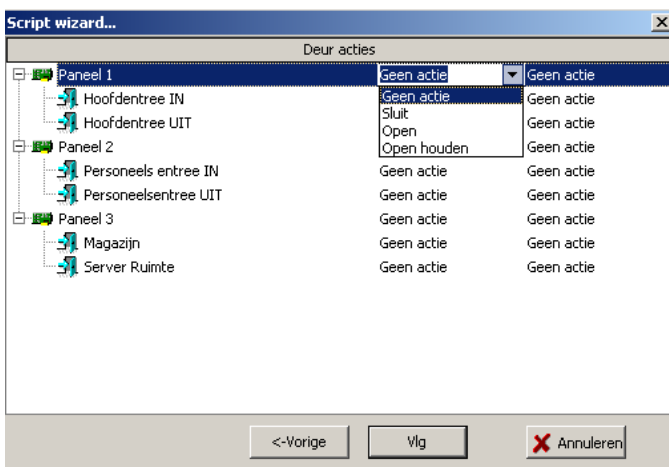 Script wizard...
Deur acties
Paneel 1 Geen actie Geen actie
Hoofdentree IN Geen actie Geen actie
Hoofdentree UIT Sluit Geen actie
Open
Paneel 2 Open houden Geen actie
Personeels entree IN Geen actie Geen actie
Personeelsentree UIT Geen actie Geen actie
Paneel 3 Geen actie Geen actie
Magazijn Geen actie Geen actie
Server Ruimte Geen actie Geen actie
<-Vorige Vlg Annuleren